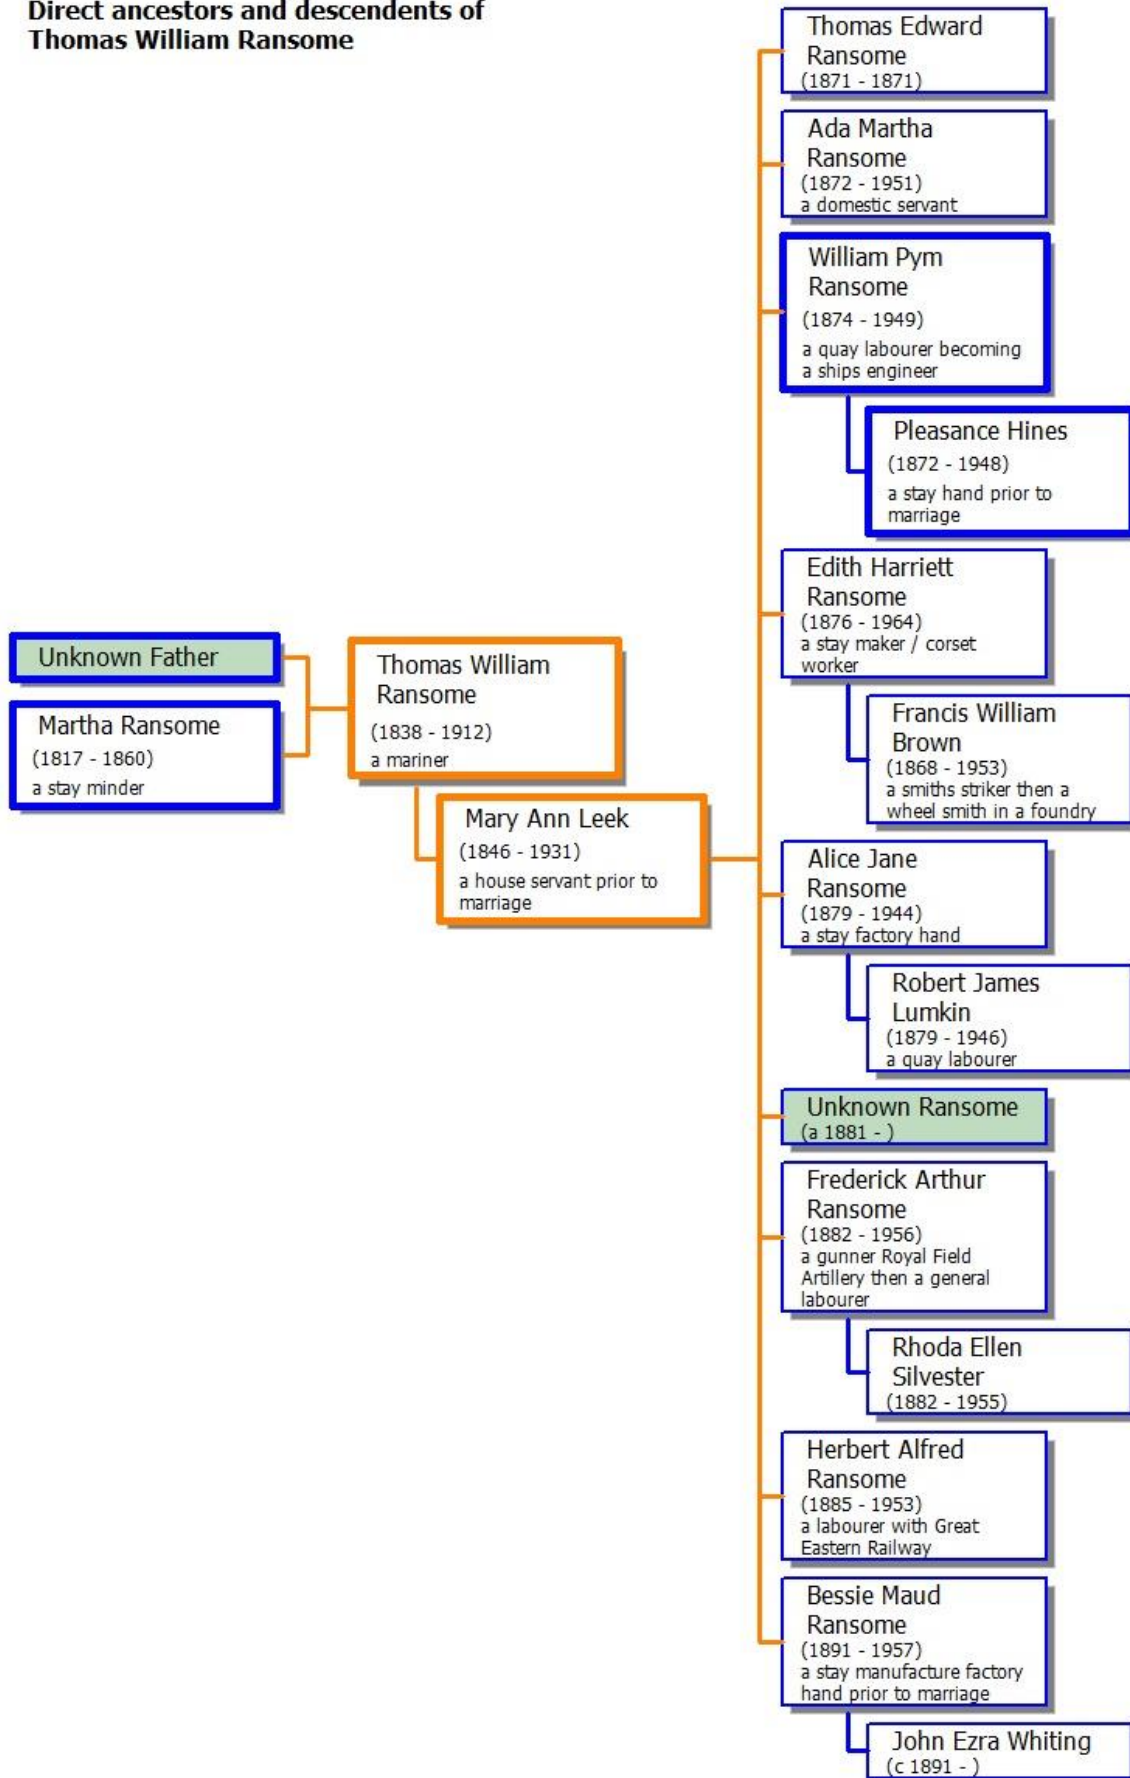 Direct ancestors and descendents of
Thomas William Ransome
Unknown Father
Martha Ransome
(1817 - 1860)
a stay minder
Thomas William
Ransome
(1838 - 1912)
a mariner
Mary Ann Leek
(1846 - 1931)
a house servant prior to
marriage
Thomas Edward
Ransome
(1871 - 1871)
Ada Martha
Ransome
(1872 - 1951)
a domestic servant
William Pym
Ransome
(1874 - 1949)
a quay labourer becoming
a ships engineer
Pleasance Hines
(1872 - 1948)
a stay hand prior to
marriage
Edith Harriett
Ransome
(1876 - 1964)
a stay maker / corset
worker
Francis William
Brown
(1868 - 1953)
a smiths striker then a
wheel smith in a foundry
Alice Jane
Ransome
(1879 - 1944)
a stay factory hand
Robert James
Lumkin
(1879 - 1946)
a quay labourer
Unknown Ransome
(a 1881 - )
Frederick Arthur
Ransome
(1882 - 1956)
a gunner Royal Field
Artillery then a general
labourer
Rhoda Ellen
Silvester
(1882 - 1955)
Herbert Alfred
Ransome
(1885 - 1953)
a labourer with Great
Eastern Railway
Bessie Maud
Ransome
(1891 - 1957)
a stay manufacture factory
hand prior to marriage
John Ezra Whiting
(c 1891 - )